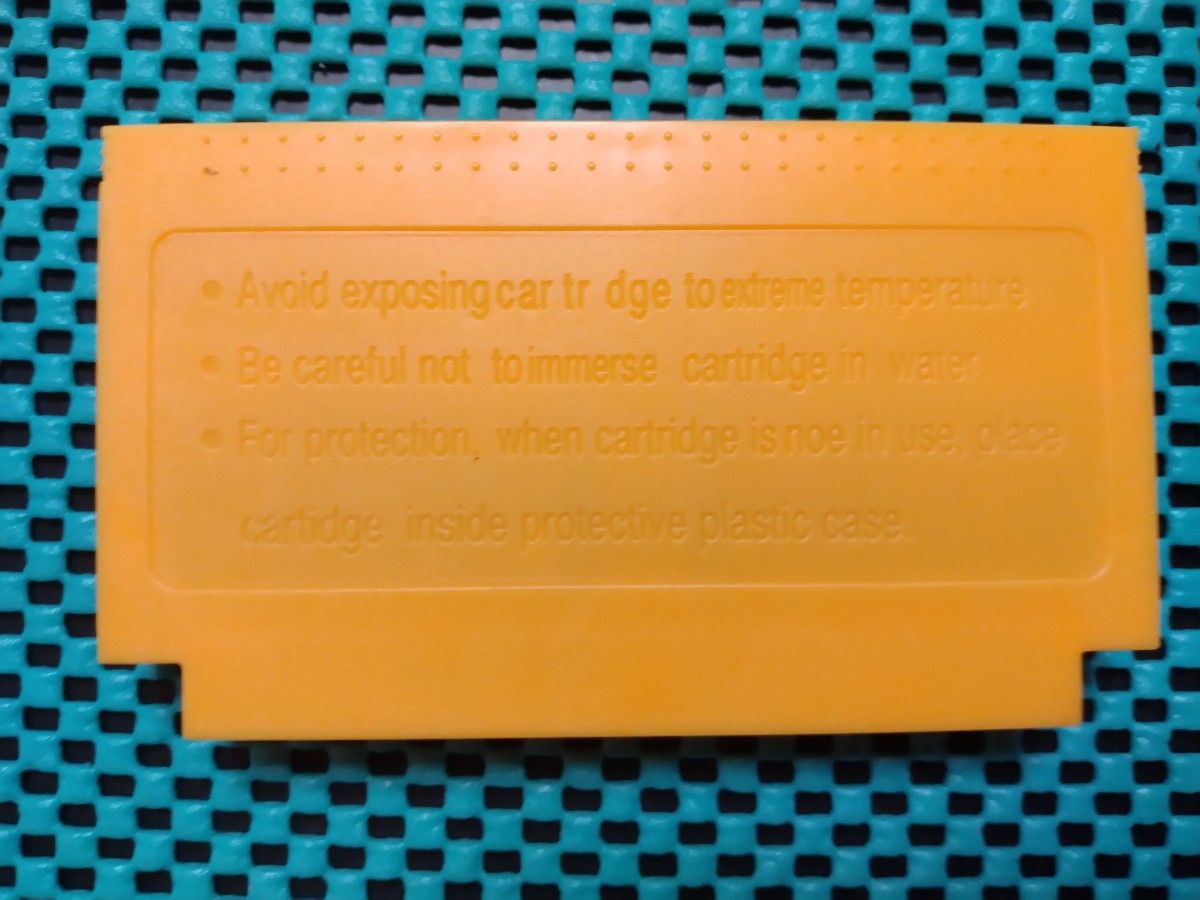 • Avoid exposing car tr dge to extreme temperature
• Be careful not to immerse cartridge in water.
• For protection, when cartridge is noe in use, place
cartidge inside protective plastic case.